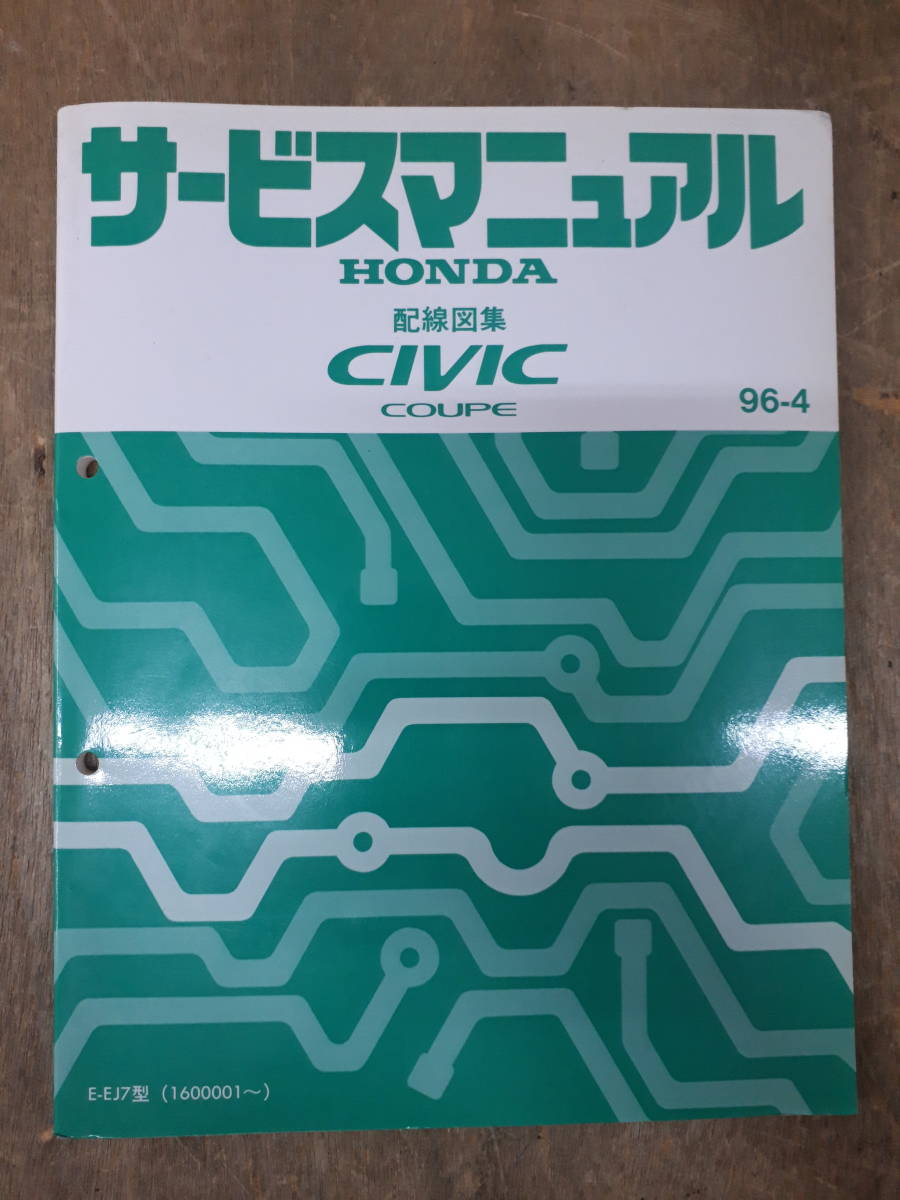 サービスマニュアル
HONDA
配線図集
CIVIC
COUPE
96-4
E-EJ7型 (1600001～)